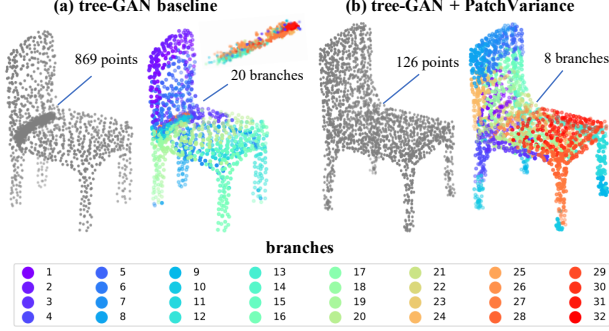 (a) tree-GAN baseline
(b) tree-GAN + PatchVariance
869 points
20 branches
126 points
8 branches
branches
1 5 9 13 17 21 25 29
2 6 10 14 18 22 26 30
3 7 11 15 19 23 27 31
4 8 12 16 20 24 28 32